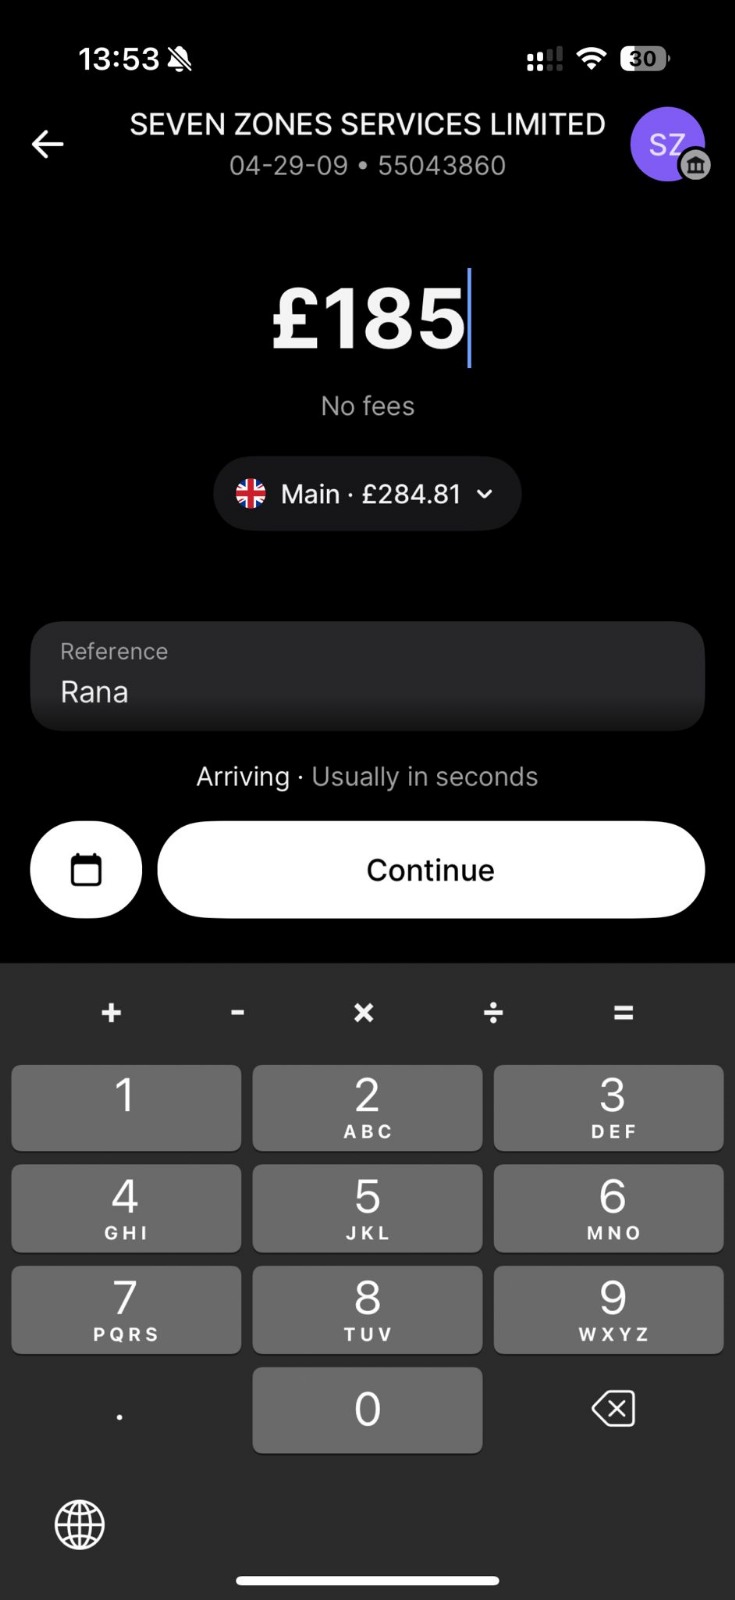 13:53
30
SEVEN ZONES SERVICES LIMITED
04-29-09 • 55043860
SZ
£185
No fees
Main · £284.81
Reference
Rana
Arriving · Usually in seconds
Continue
+ - × ÷ =
1 2 3
ABC DEF
4 5 6
GHI JKL MNO
7 8 9
PQRS TUV WXYZ
. 0